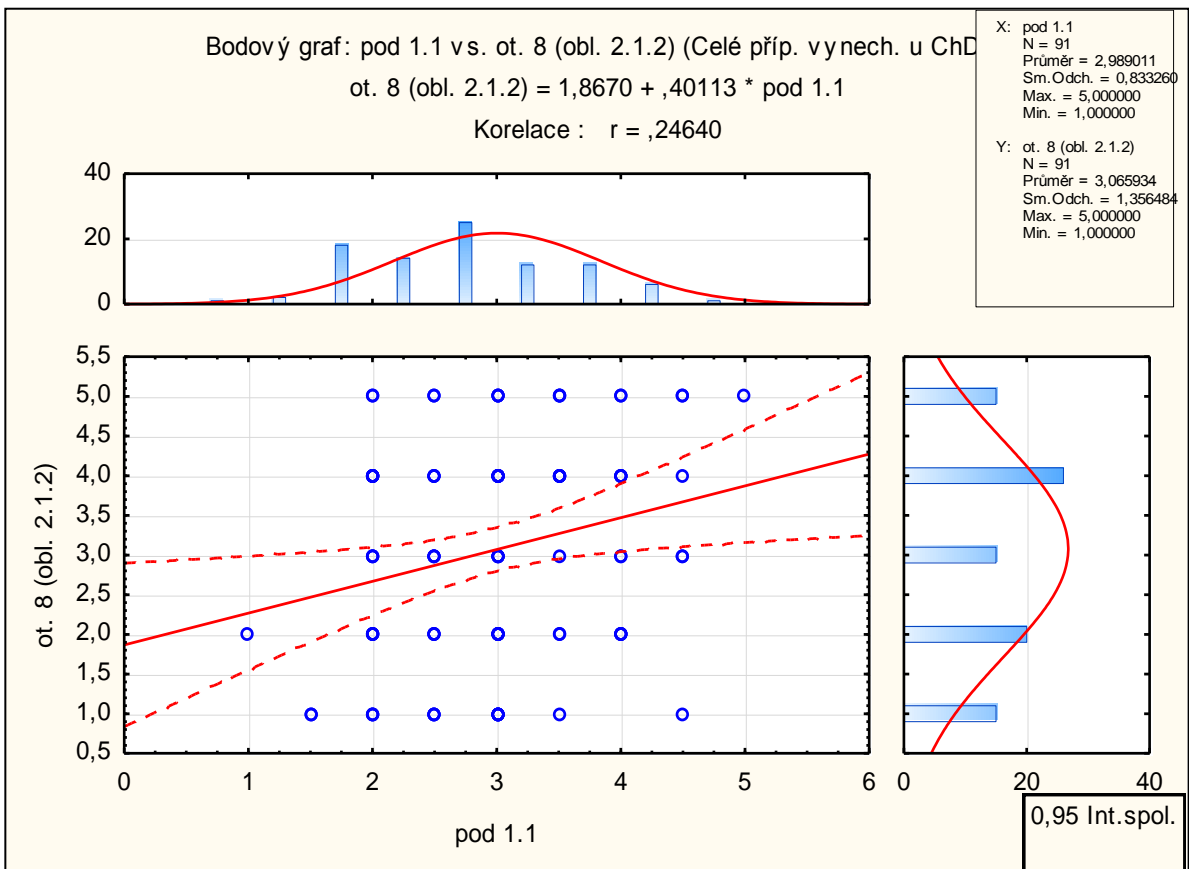 Bodový graf: pod 1.1 vs. ot. 8 (obl. 2.1.2) (Celé příp. vynech. u ChD
ot. 8 (obl. 2.1.2) = 1,8670 + ,40113 * pod 1.1
Korelace : r = ,24640
X: pod 1.1
N = 91
Průměr = 2,989011
Sm.Odch. = 0,833260
Max. = 5,000000
Min. = 1,000000
Y: ot. 8 (obl. 2.1.2)
N = 91
Průměr = 3,065934
Sm.Odch. = 1,356484
Max. = 5,000000
Min. = 1,000000
40
20
0
5,5
5,0
4,5
4,0
3,5
3,0
2,5
2,0
1,5
1,0
0,5
ot. 8 (obl. 2.1.2)
0 1 2 3 4 5 6
pod 1.1
0 20 40
0,95 Int.spol.